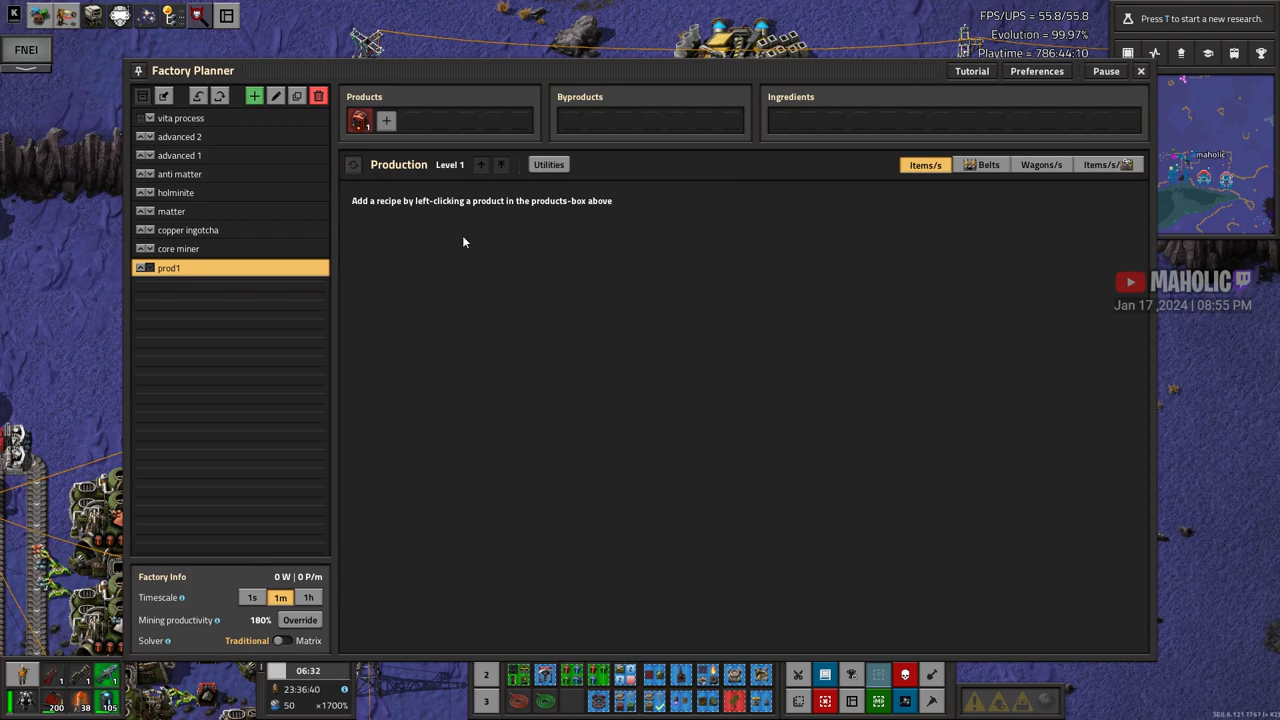 K
FNEI
FPS/UPS = 55.8/55.8
Evolution = 99.97%
Playtime = 786:44:10
Press T to start a new research.
Factory Planner
Tutorial
Preferences
Pause
vita process
advanced 2
advanced 1
anti matter
holminite
matter
copper ingotcha
core miner
prod1
Products
1
+
Byproducts
Ingredients
Production
Level 1
Utilities
Items/s
Belts
Wagons/s
Items/s/
Add a recipe by left-clicking a product in the products-box above
maholic
MAHOLIC
Jan 17 ,2024 | 08:55 PM
Factory Info
0 W | 0 P/m
Timescale
1s
1m
1h
Mining productivity
180%
Override
Solver
Traditional
Matrix
1
1
1
200
38
105
06:32
23:36:40
50
×1700%
2
3